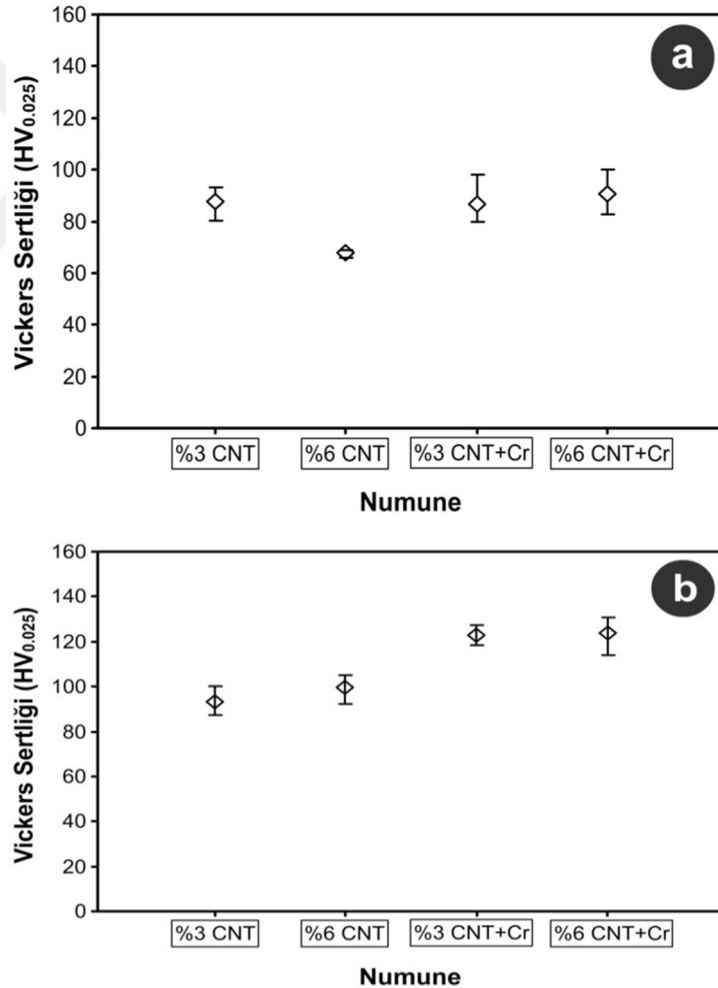 a
Vickers Sertliği (HV0.025)
160
140
120
100
80
60
40
20
0
%3 CNT %6 CNT %3 CNT+Cr %6 CNT+Cr
Numune
b
Vickers Sertliği (HV0.025)
160
140
120
100
80
60
40
20
0
%3 CNT %6 CNT %3 CNT+Cr %6 CNT+Cr
Numune